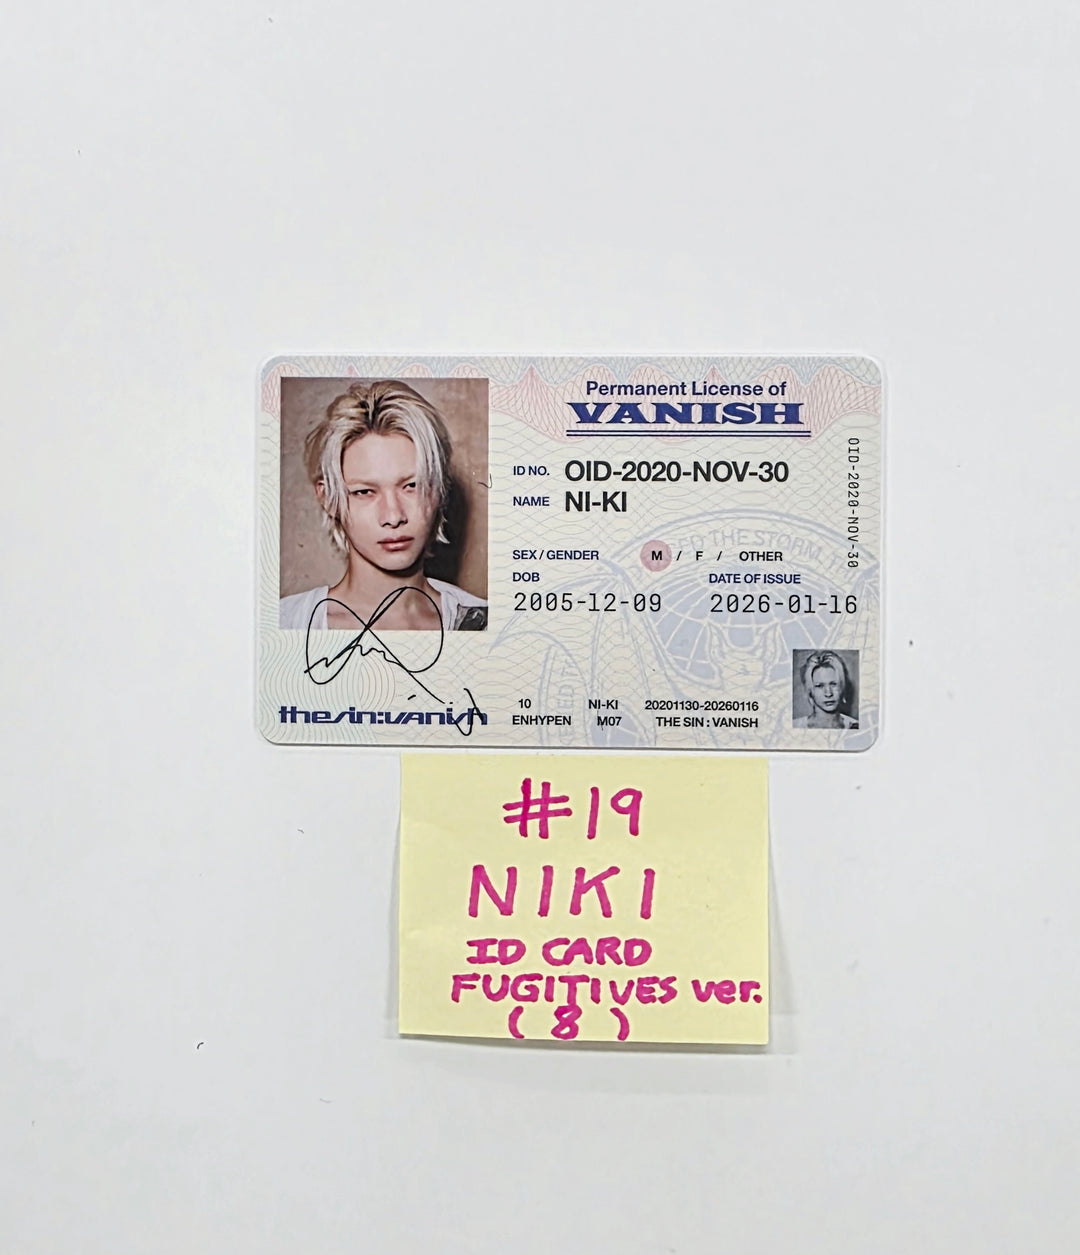 Permanent License of
VANISH
ID NO. OID-2020-NOV-30
NAME NI-KI
SEX / GENDER M / F / OTHER
DOB DATE OF ISSUE
2005-12-09 2026-01-16
OID-2020-NOV-30
10 NI-KI 20201130-20260116
ENHYPEN M07 THE SIN : VANISH
the sin:vanish
#19
NIKI
ID CARD
FUGITIVES ver.
( 8 )